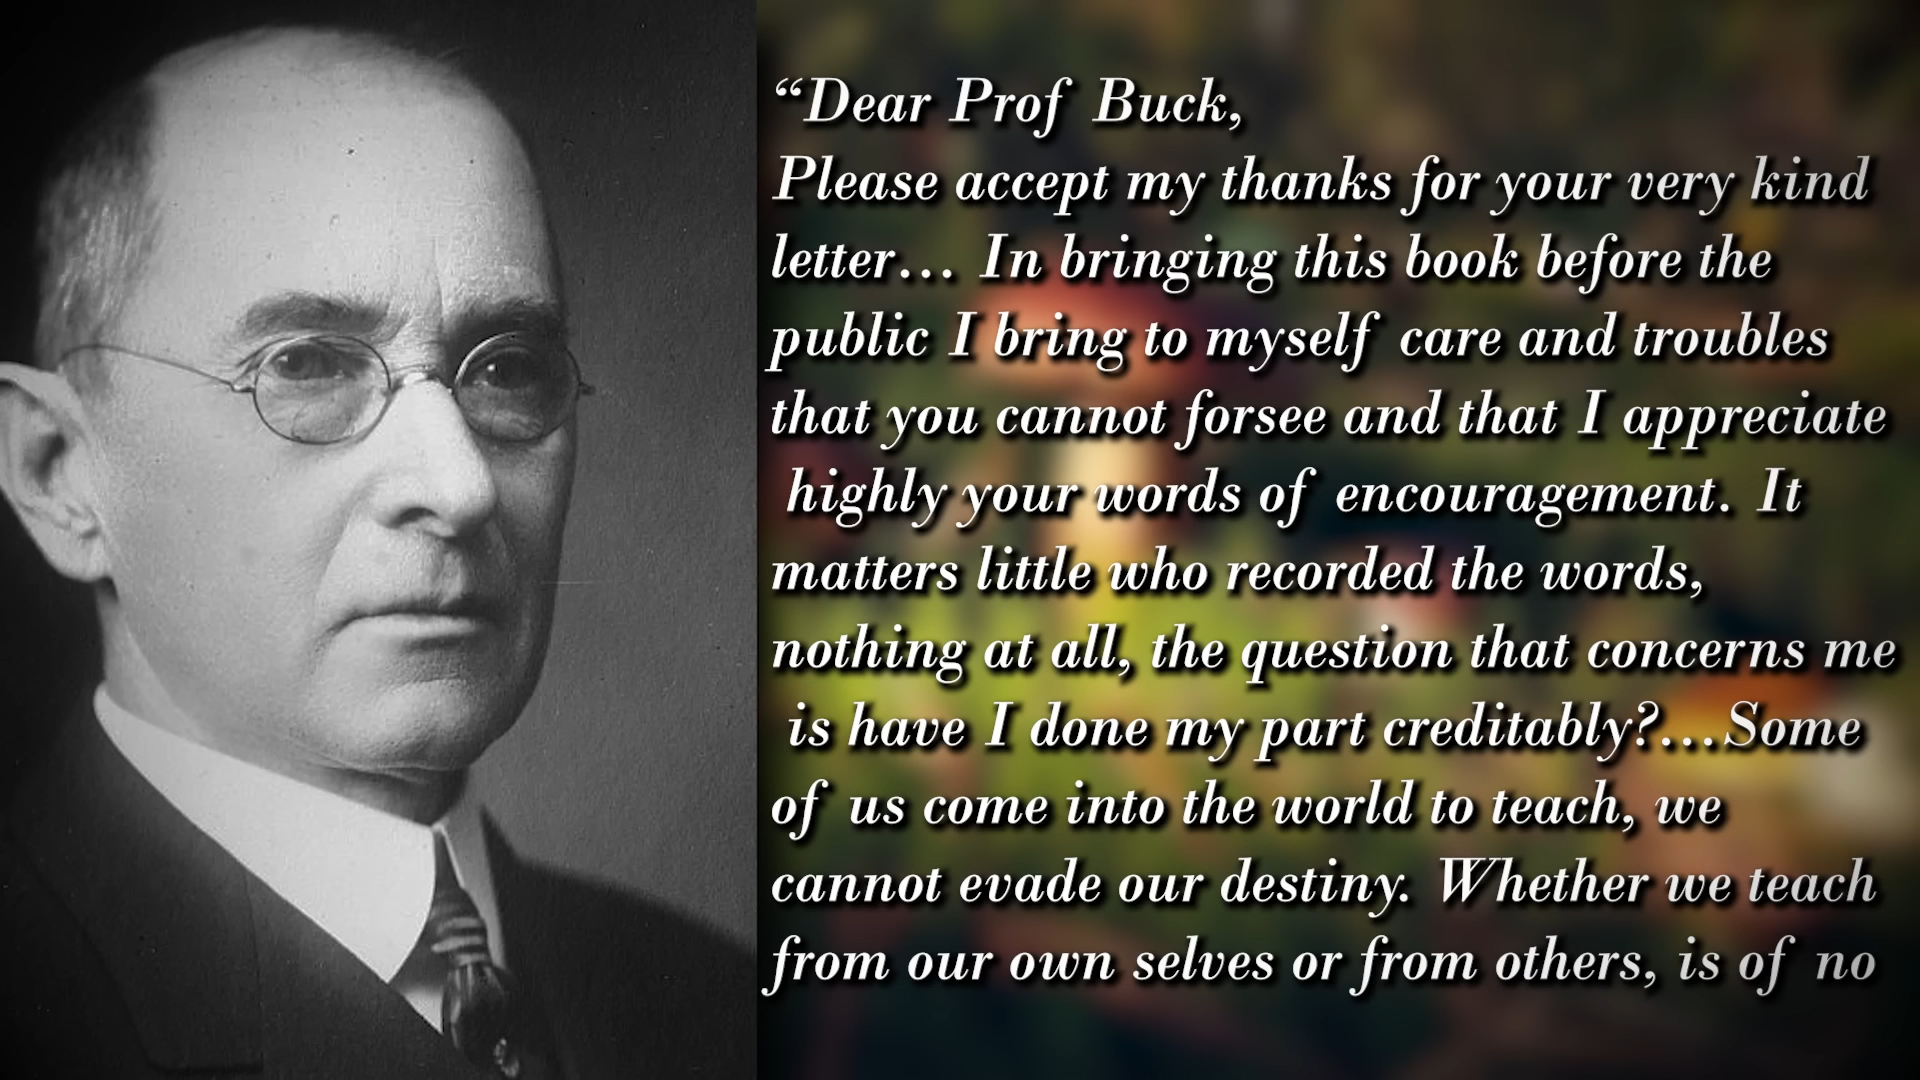 “Dear Prof Buck,
Please accept my thanks for your very kind
letter… In bringing this book before the
public I bring to myself care and troubles
that you cannot forsee and that I appreciate
highly your words of encouragement. It
matters little who recorded the words,
nothing at all, the question that concerns me
is have I done my part creditably?…Some
of us come into the world to teach, we
cannot evade our destiny. Whether we teach
from our own selves or from others, is of no